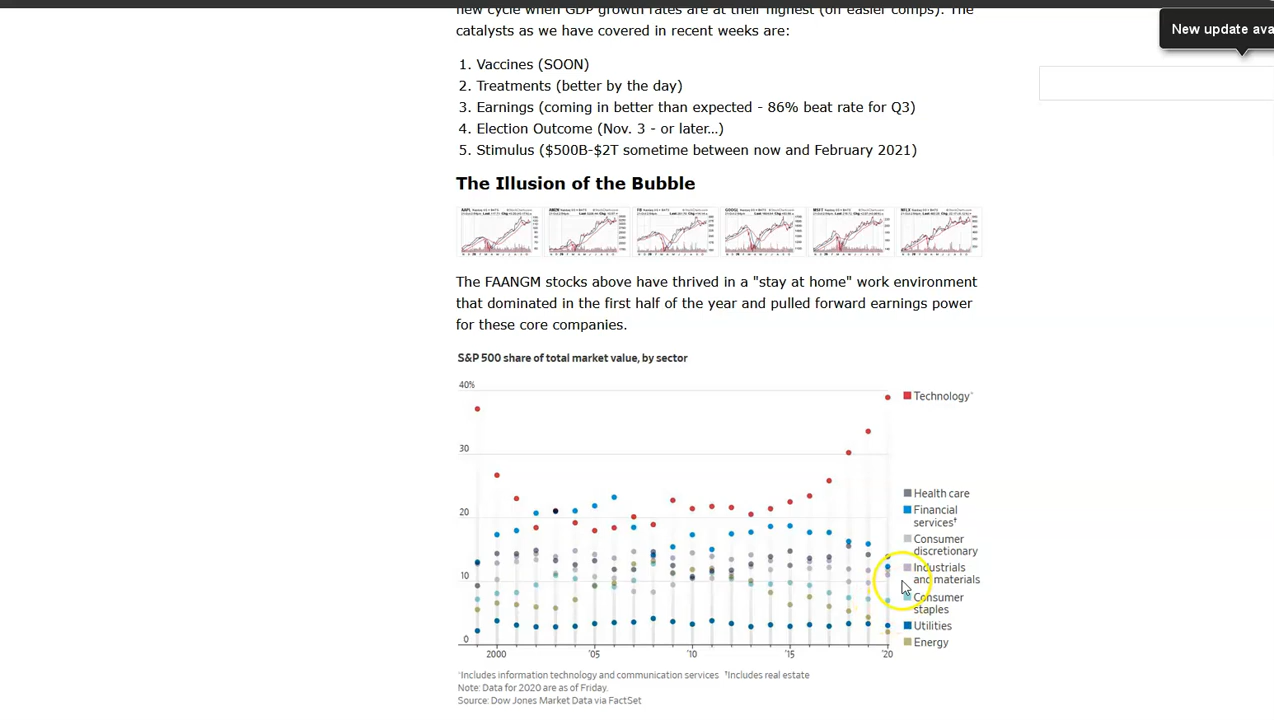 new cycle when GDP growth rates are at their highest (off easier comps). The
catalysts as we have covered in recent weeks are:
New update ava
1. Vaccines (SOON)
2. Treatments (better by the day)
3. Earnings (coming in better than expected - 86% beat rate for Q3)
4. Election Outcome (Nov. 3 - or later...)
5. Stimulus ($500B-$2T sometime between now and February 2021)
The Illusion of the Bubble
The FAANGM stocks above have thrived in a "stay at home" work environment
that dominated in the first half of the year and pulled forward earnings power
for these core companies.
S&P 500 share of total market value, by sector
40%
30
20
10
0
2000 '05 '10 '15 '20
Technology*
Health care
Financial
services†
Consumer
discretionary
Industrials
and materials
Consumer
staples
Utilities
Energy
*Includes information technology and communication services †Includes real estate
Note: Data for 2020 are as of Friday.
Source: Dow Jones Market Data via FactSet